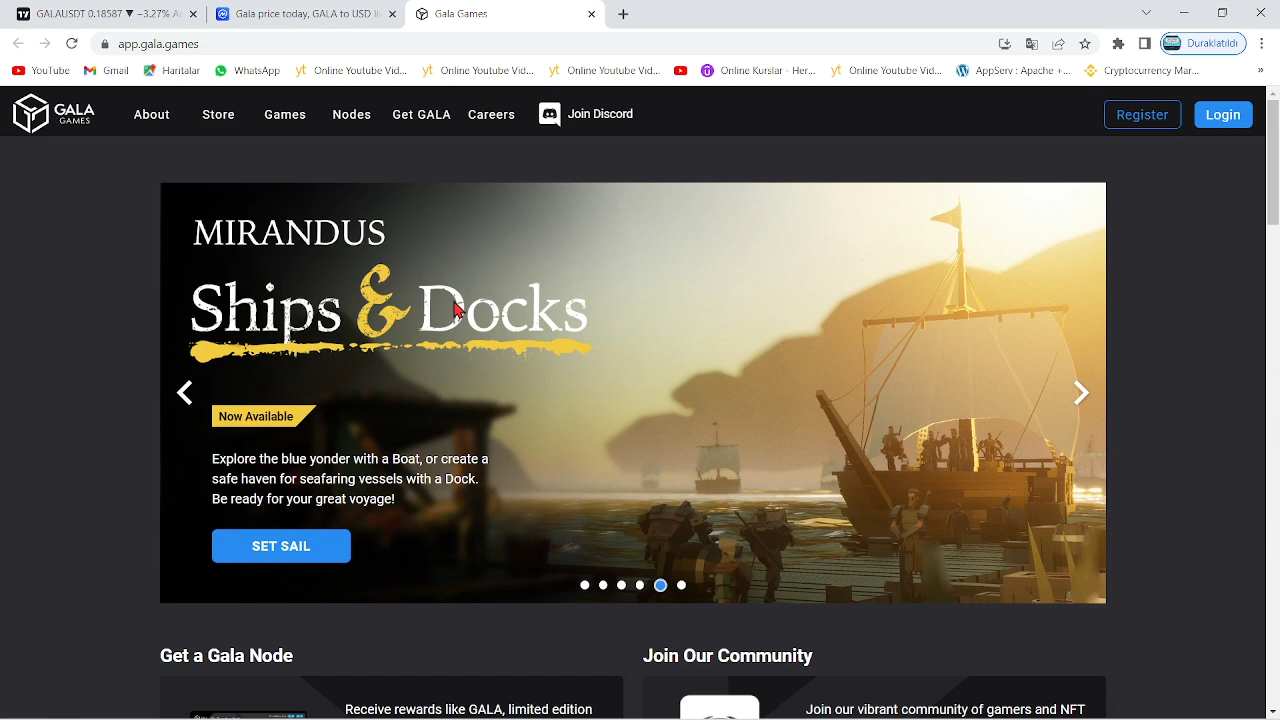 GALAUSDT 0.18587 ▼ −3.27% A
Gala price today, GALA to USD liv
Gala Games
app.gala.games
Duraklatıldı
YouTube
Gmail
Haritalar
WhatsApp
Online Youtube Vid...
Online Youtube Vid...
Online Youtube Vid...
Online Kurslar - Her...
Online Youtube Vid...
AppServ : Apache +...
Cryptocurrency Mar...
»
GALA
GAMES
About
Store
Games
Nodes
Get GALA
Careers
Join Discord
Register
Login
MIRANDUS
Ships & Docks
Now Available
Explore the blue yonder with a Boat, or create a
safe haven for seafaring vessels with a Dock.
Be ready for your great voyage!
SET SAIL
Get a Gala Node
Join Our Community
Receive rewards like GALA, limited edition
Join our vibrant community of gamers and NFT